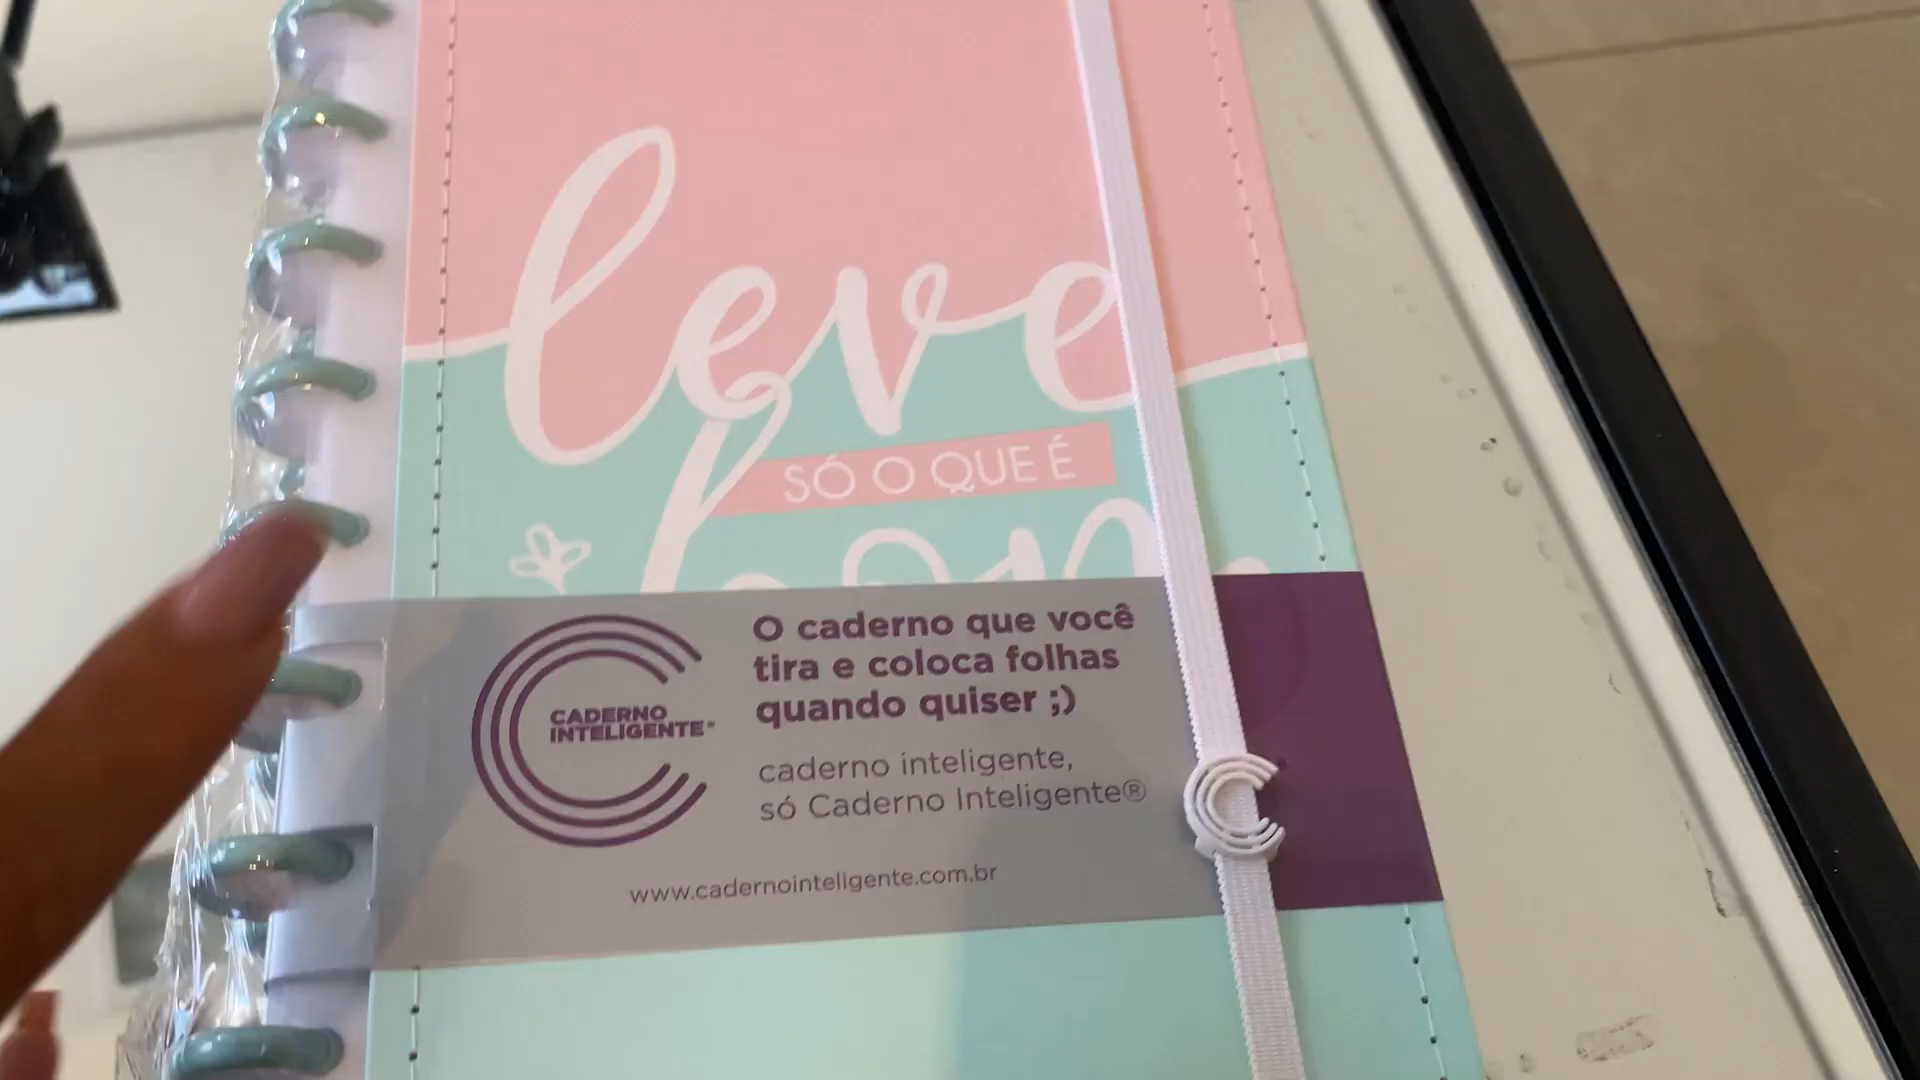 leve
SÓ O QUE É
bom
O caderno que você
tira e coloca folhas
quando quiser ;)
CADERNO
INTELIGENTE®
caderno inteligente,
só Caderno Inteligente®
www.cadernointeligente.com.br